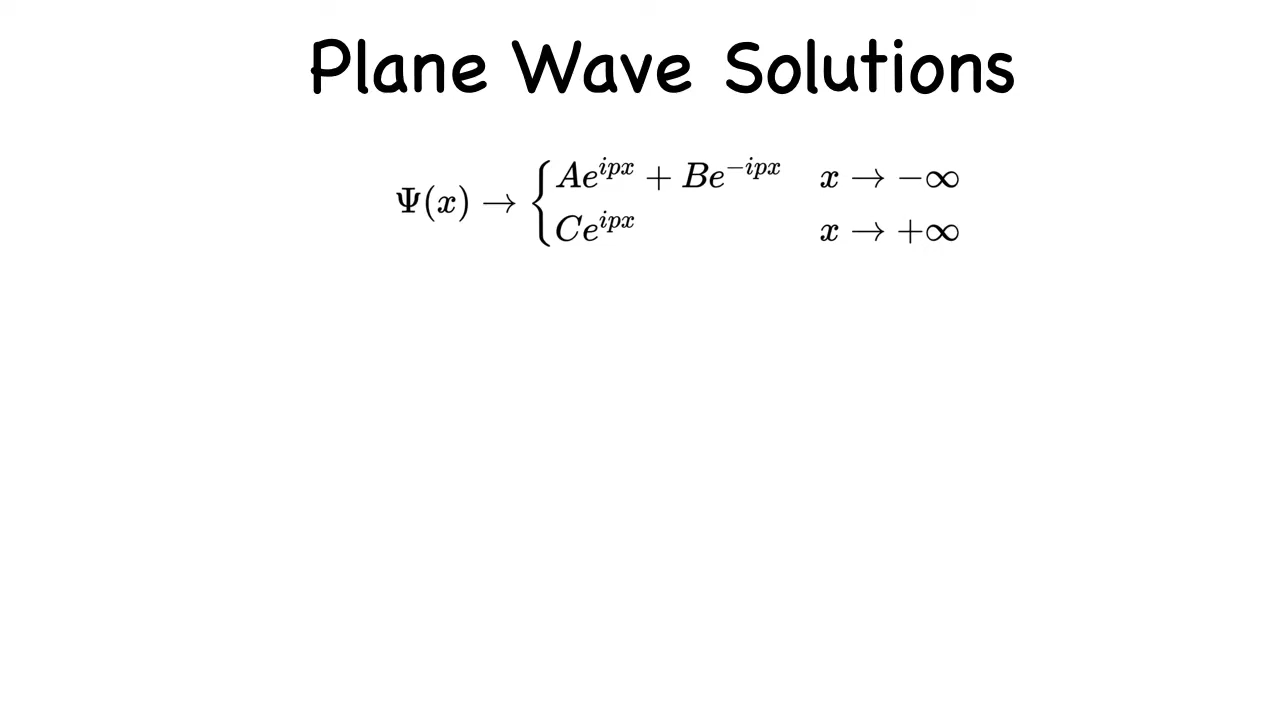 Plane Wave Solutions
Ψ(x) → { Ae^{ipx} + Be^{-ipx}   x → −∞
Ce^{ipx}   x → +∞